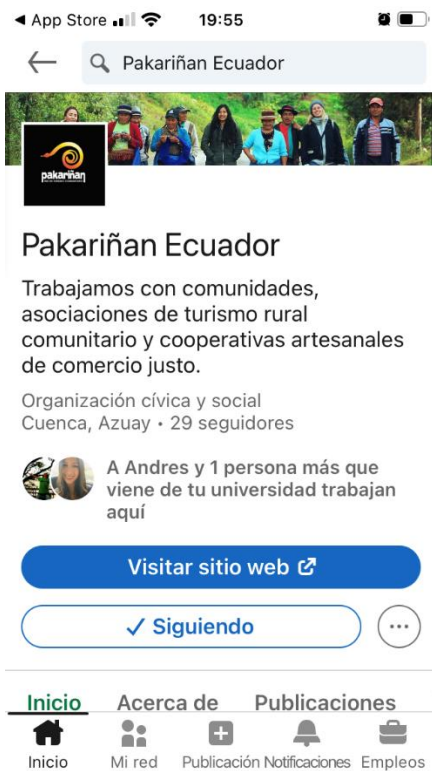 App Store 19:55
Pakariñan Ecuador
pakariñan
Pakariñan Ecuador
Trabajamos con comunidades,
asociaciones de turismo rural
comunitario y cooperativas artesanales
de comercio justo.
Organización cívica y social
Cuenca, Azuay • 29 seguidores
A Andres y 1 persona más que
viene de tu universidad trabajan
aquí
Visitar sitio web
Siguiendo
Inicio Acerca de Publicaciones
Inicio Mi red Publicación Notificaciones Empleos